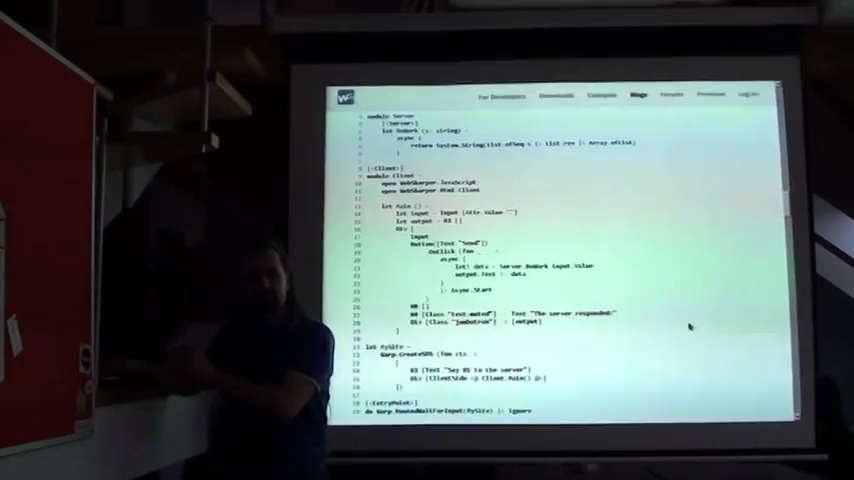 For Developers Downloads Examples Blogs Forums Premium Log in
module Server
[<Server>]
let DoWork (s: string) =
async {
return System.String(List.ofSeq s |> List.rev |> Array.ofList)
}
[<Client>]
module Client =
open WebSharper.JavaScript
open WebSharper.Html.Client
let Main () =
let input = Input [Attr.Value ""]
let output = H1 []
Div [
input
Button([Text "Send"])
.OnClick (fun _ _ ->
async {
let! data = Server.DoWork input.Value
output.Text <- data
}
|> Async.Start
)
HR []
H4 [Class "text-muted"] -- Text "The server responded:"
Div [Class "jumbotron"] -< [output]
]
let MySite =
Warp.CreateSPA (fun ctx ->
[
H1 [Text "Say Hi to the server"]
Div [ClientSide <@ Client.Main() @>]
])
[<EntryPoint>]
do Warp.RunAndWaitForInput(MySite) |> ignore